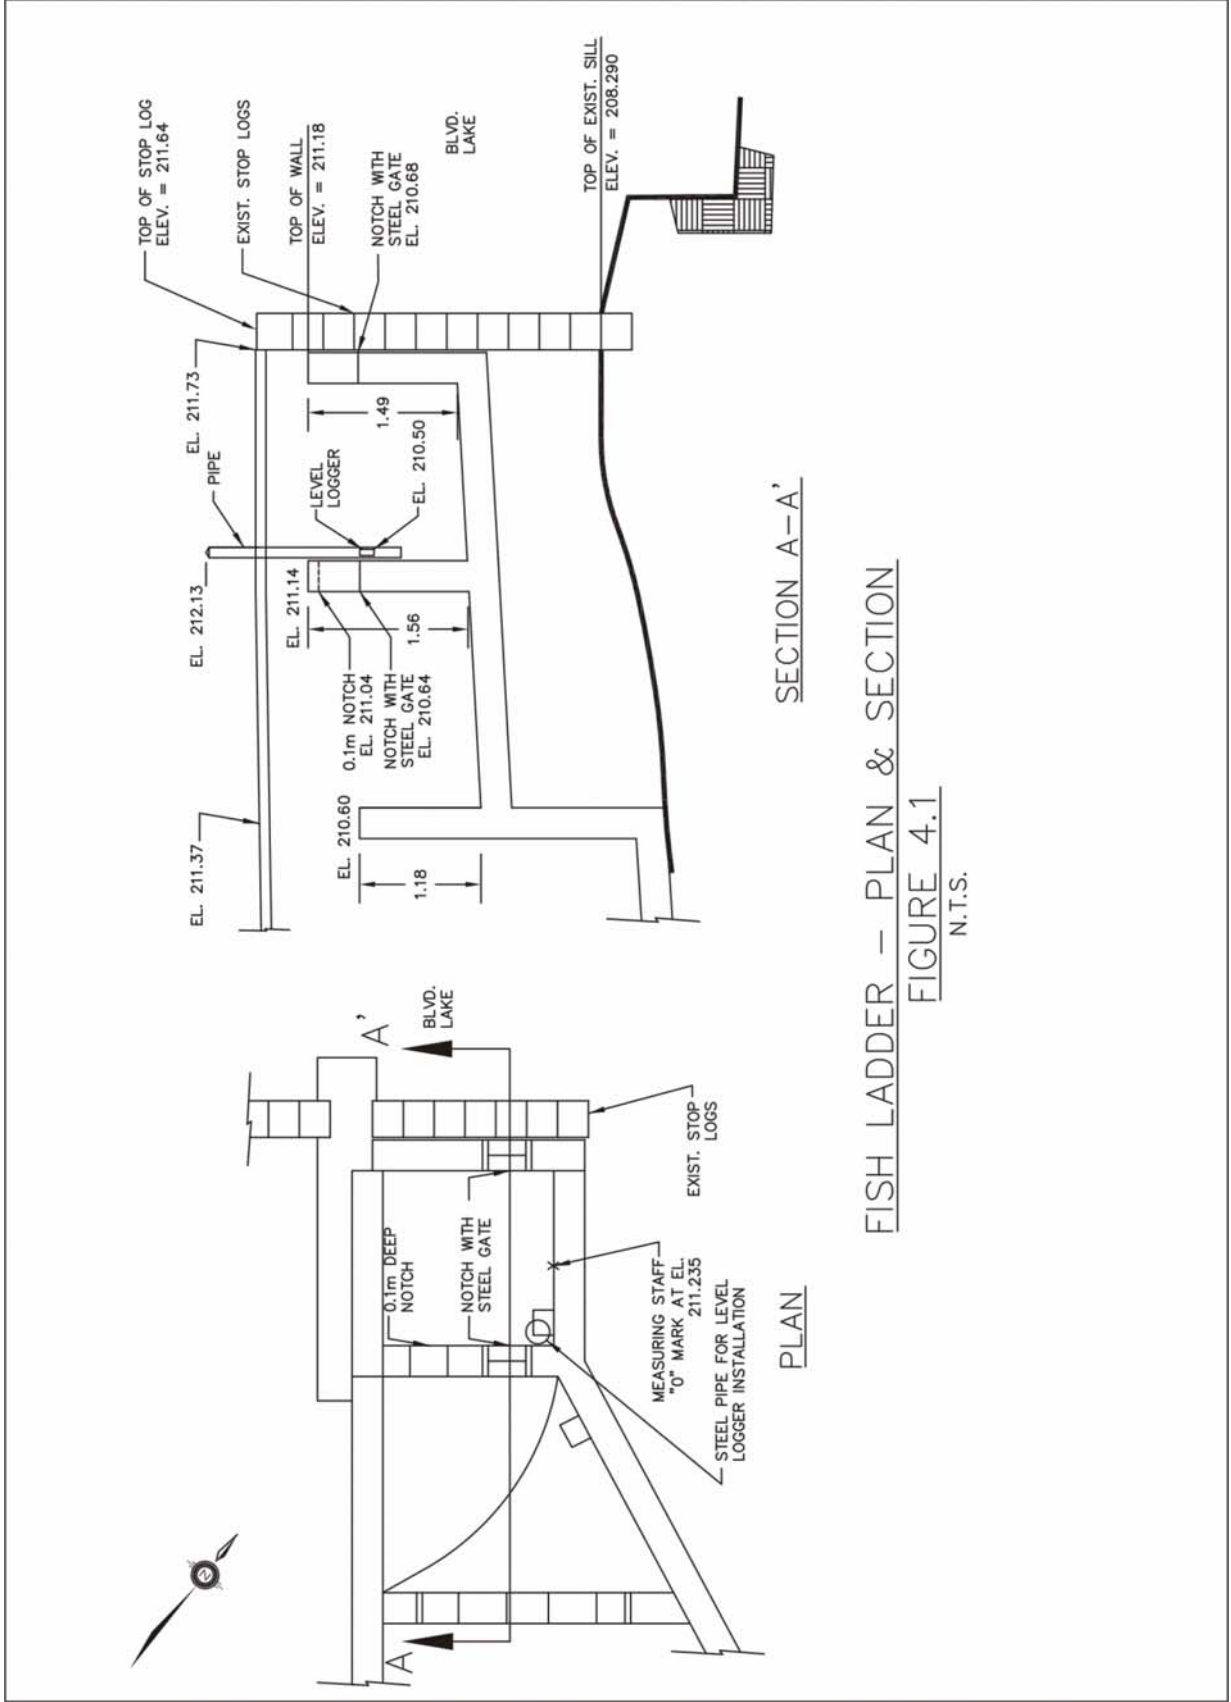 TOP OF STOP LOG
ELEV. = 211.64
EXIST. STOP LOGS
TOP OF WALL
ELEV. = 211.18
NOTCH WITH
STEEL GATE
EL. 210.68
BLVD.
LAKE
TOP OF EXIST. SILL
ELEV. = 208.290
EL. 211.73
PIPE
EL. 212.13
LEVEL
LOGGER
1.49
EL. 210.50
EL. 211.14
0.1m NOTCH
EL. 211.04
NOTCH WITH
STEEL GATE
EL. 210.64
1.56
EL. 211.37
EL. 210.60
1.18
SECTION A-A'
A'
BLVD.
LAKE
EXIST. STOP
LOGS
0.1m DEEP
NOTCH
NOTCH WITH
STEEL GATE
MEASURING STAFF
"0" MARK AT EL.
211.235
STEEL PIPE FOR LEVEL
LOGGER INSTALLATION
A
N
PLAN
FISH LADDER – PLAN & SECTION
FIGURE 4.1
N.T.S.